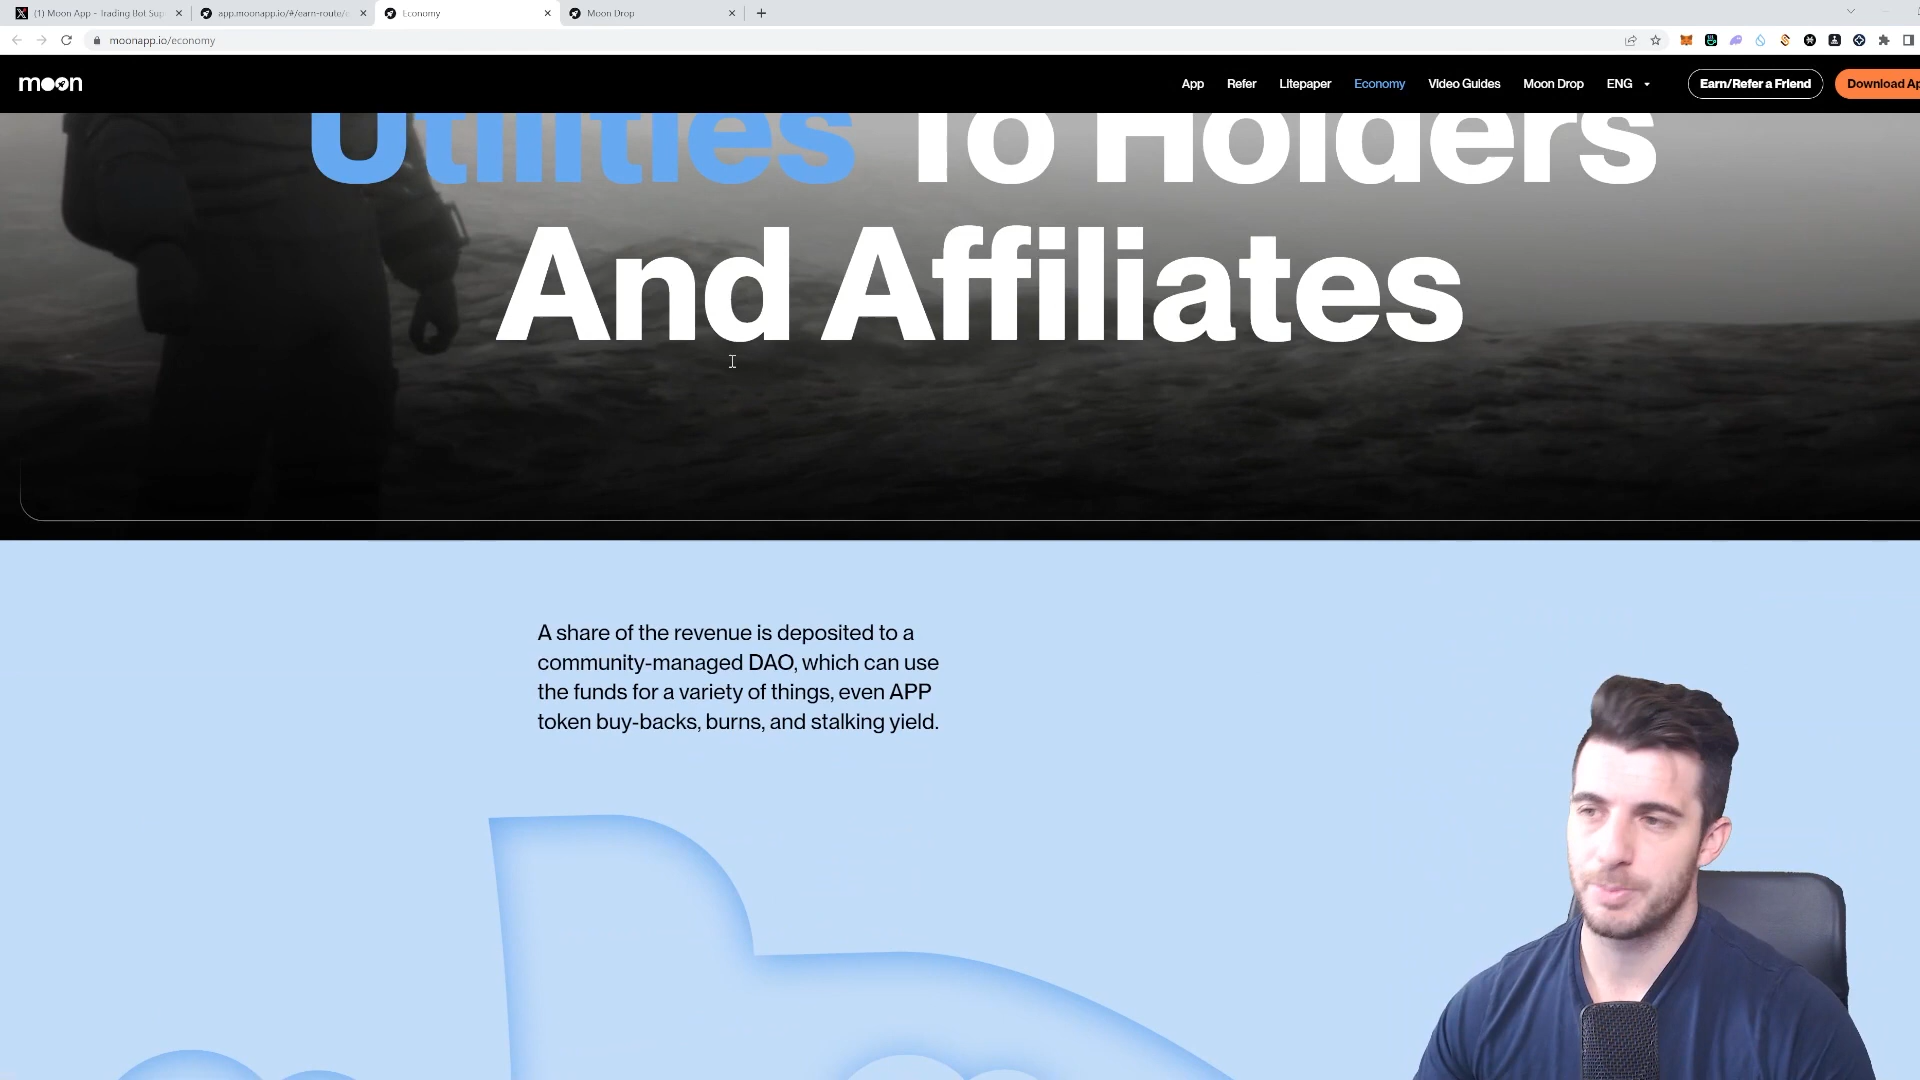 (1) Moon App - Trading Bot Sup
app.moonapp.io/#/earn-route/
Economy
Moon Drop
moonapp.io/economy
moon
App
Refer
Litepaper
Economy
Video Guides
Moon Drop
ENG
Earn/Refer a Friend
Download Ap
Utilities To Holders
And Affiliates
A share of the revenue is deposited to a
community-managed DAO, which can use
the funds for a variety of things, even APP
token buy-backs, burns, and stalking yield.